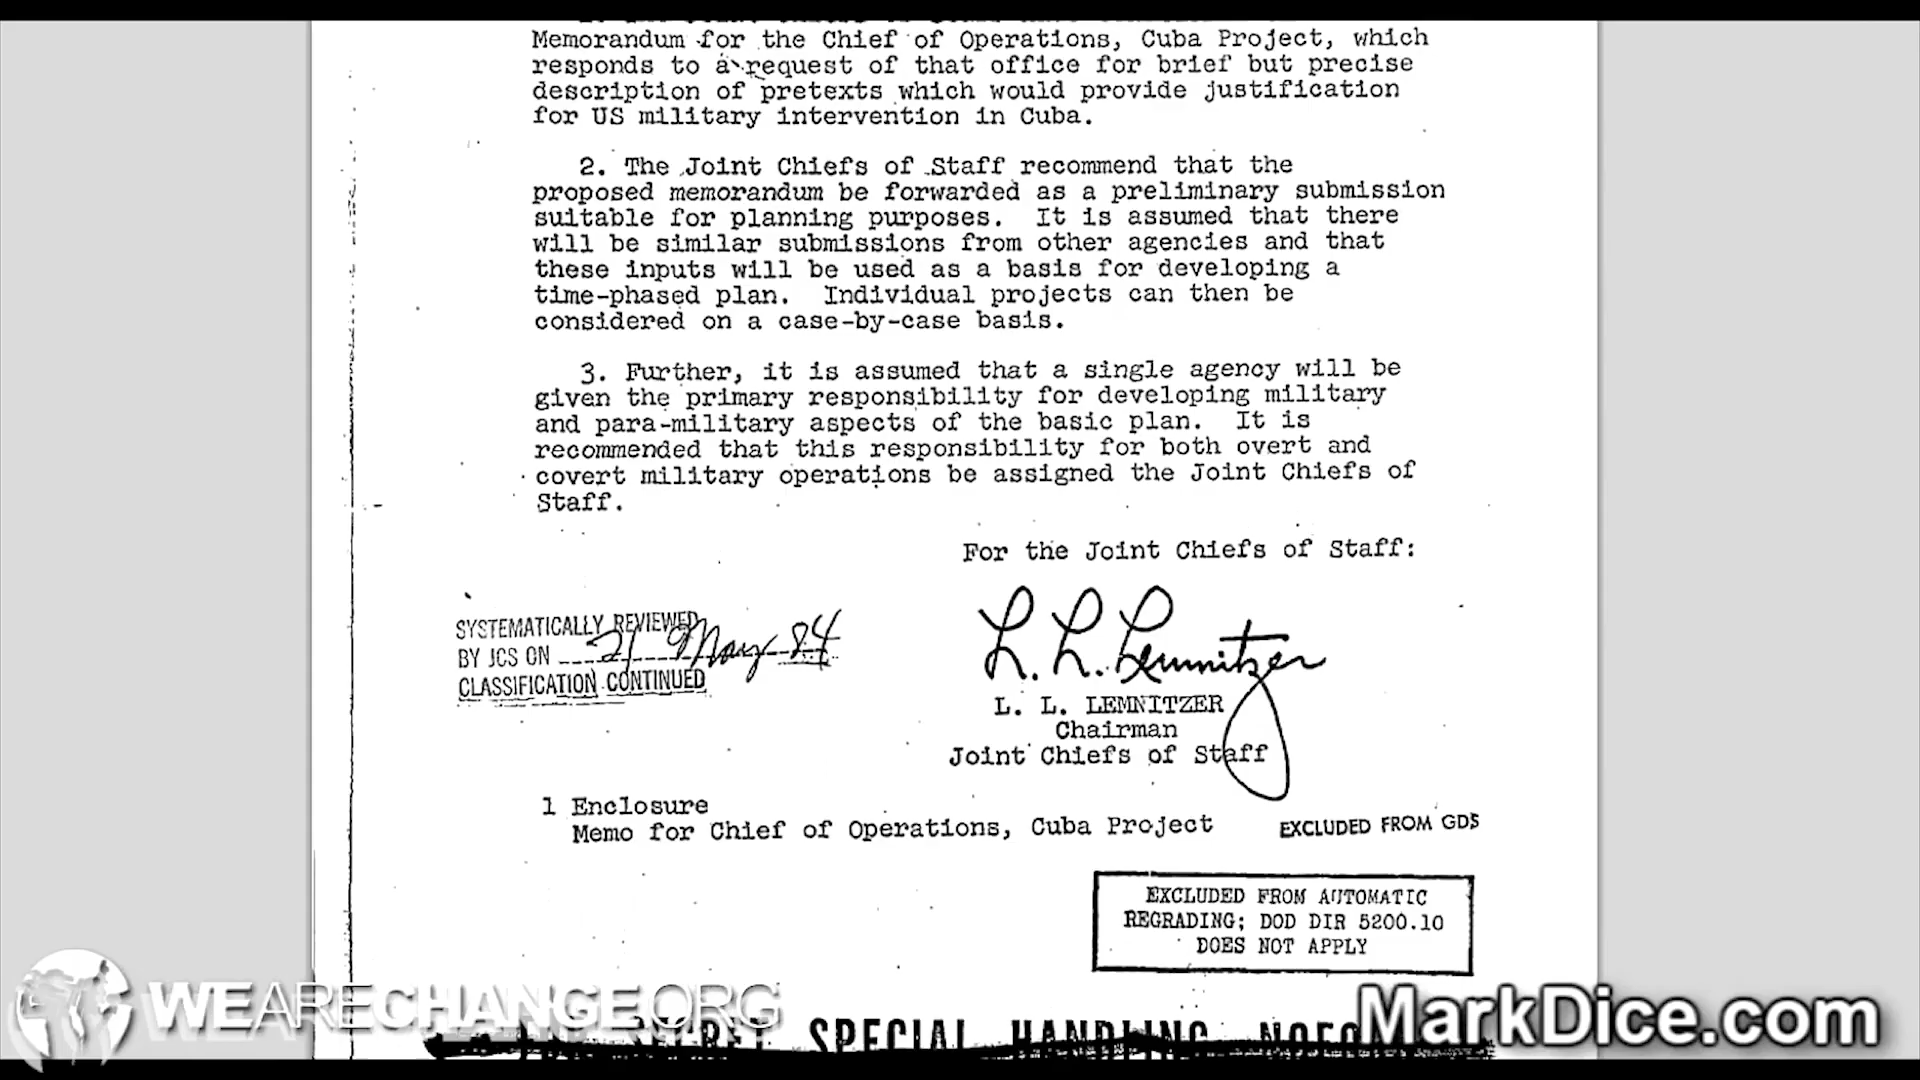 Memorandum for the Chief of Operations, Cuba Project, which
responds to a request of that office for brief but precise
description of pretexts which would provide justification
for US military intervention in Cuba.
2. The Joint Chiefs of Staff recommend that the
proposed memorandum be forwarded as a preliminary submission
suitable for planning purposes. It is assumed that there
will be similar submissions from other agencies and that
these inputs will be used as a basis for developing a
time-phased plan. Individual projects can then be
considered on a case-by-case basis.
3. Further, it is assumed that a single agency will be
given the primary responsibility for developing military
and para-military aspects of the basic plan. It is
recommended that this responsibility for both overt and
covert military operations be assigned the Joint Chiefs of
Staff.
For the Joint Chiefs of Staff:
SYSTEMATICALLY REVIEWED
BY JCS ON 21 May 84
CLASSIFICATION CONTINUED
L. L. Lemnitzer
L. L. LEMNITZER
Chairman
Joint Chiefs of Staff
1 Enclosure
Memo for Chief of Operations, Cuba Project
EXCLUDED FROM GDS
EXCLUDED FROM AUTOMATIC
REGRADING; DOD DIR 5200.10
DOES NOT APPLY
SPECIAL HANDLING NOFO
WEARECHANGE.ORG
MarkDice.com